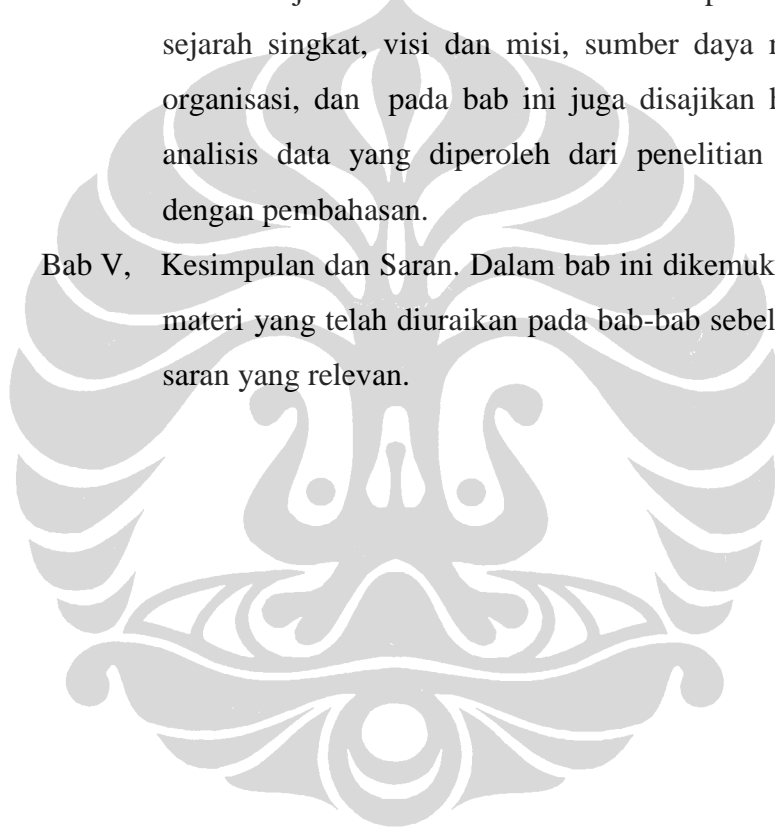 sejarah singkat, visi dan misi, sumber daya
organisasi, dan pada bab ini juga disajikan
analisis data yang diperoleh dari penelitian
dengan pembahasan.
Bab V, Kesimpulan dan Saran. Dalam bab ini
materi yang telah diuraikan pada bab-bab
saran yang relevan.